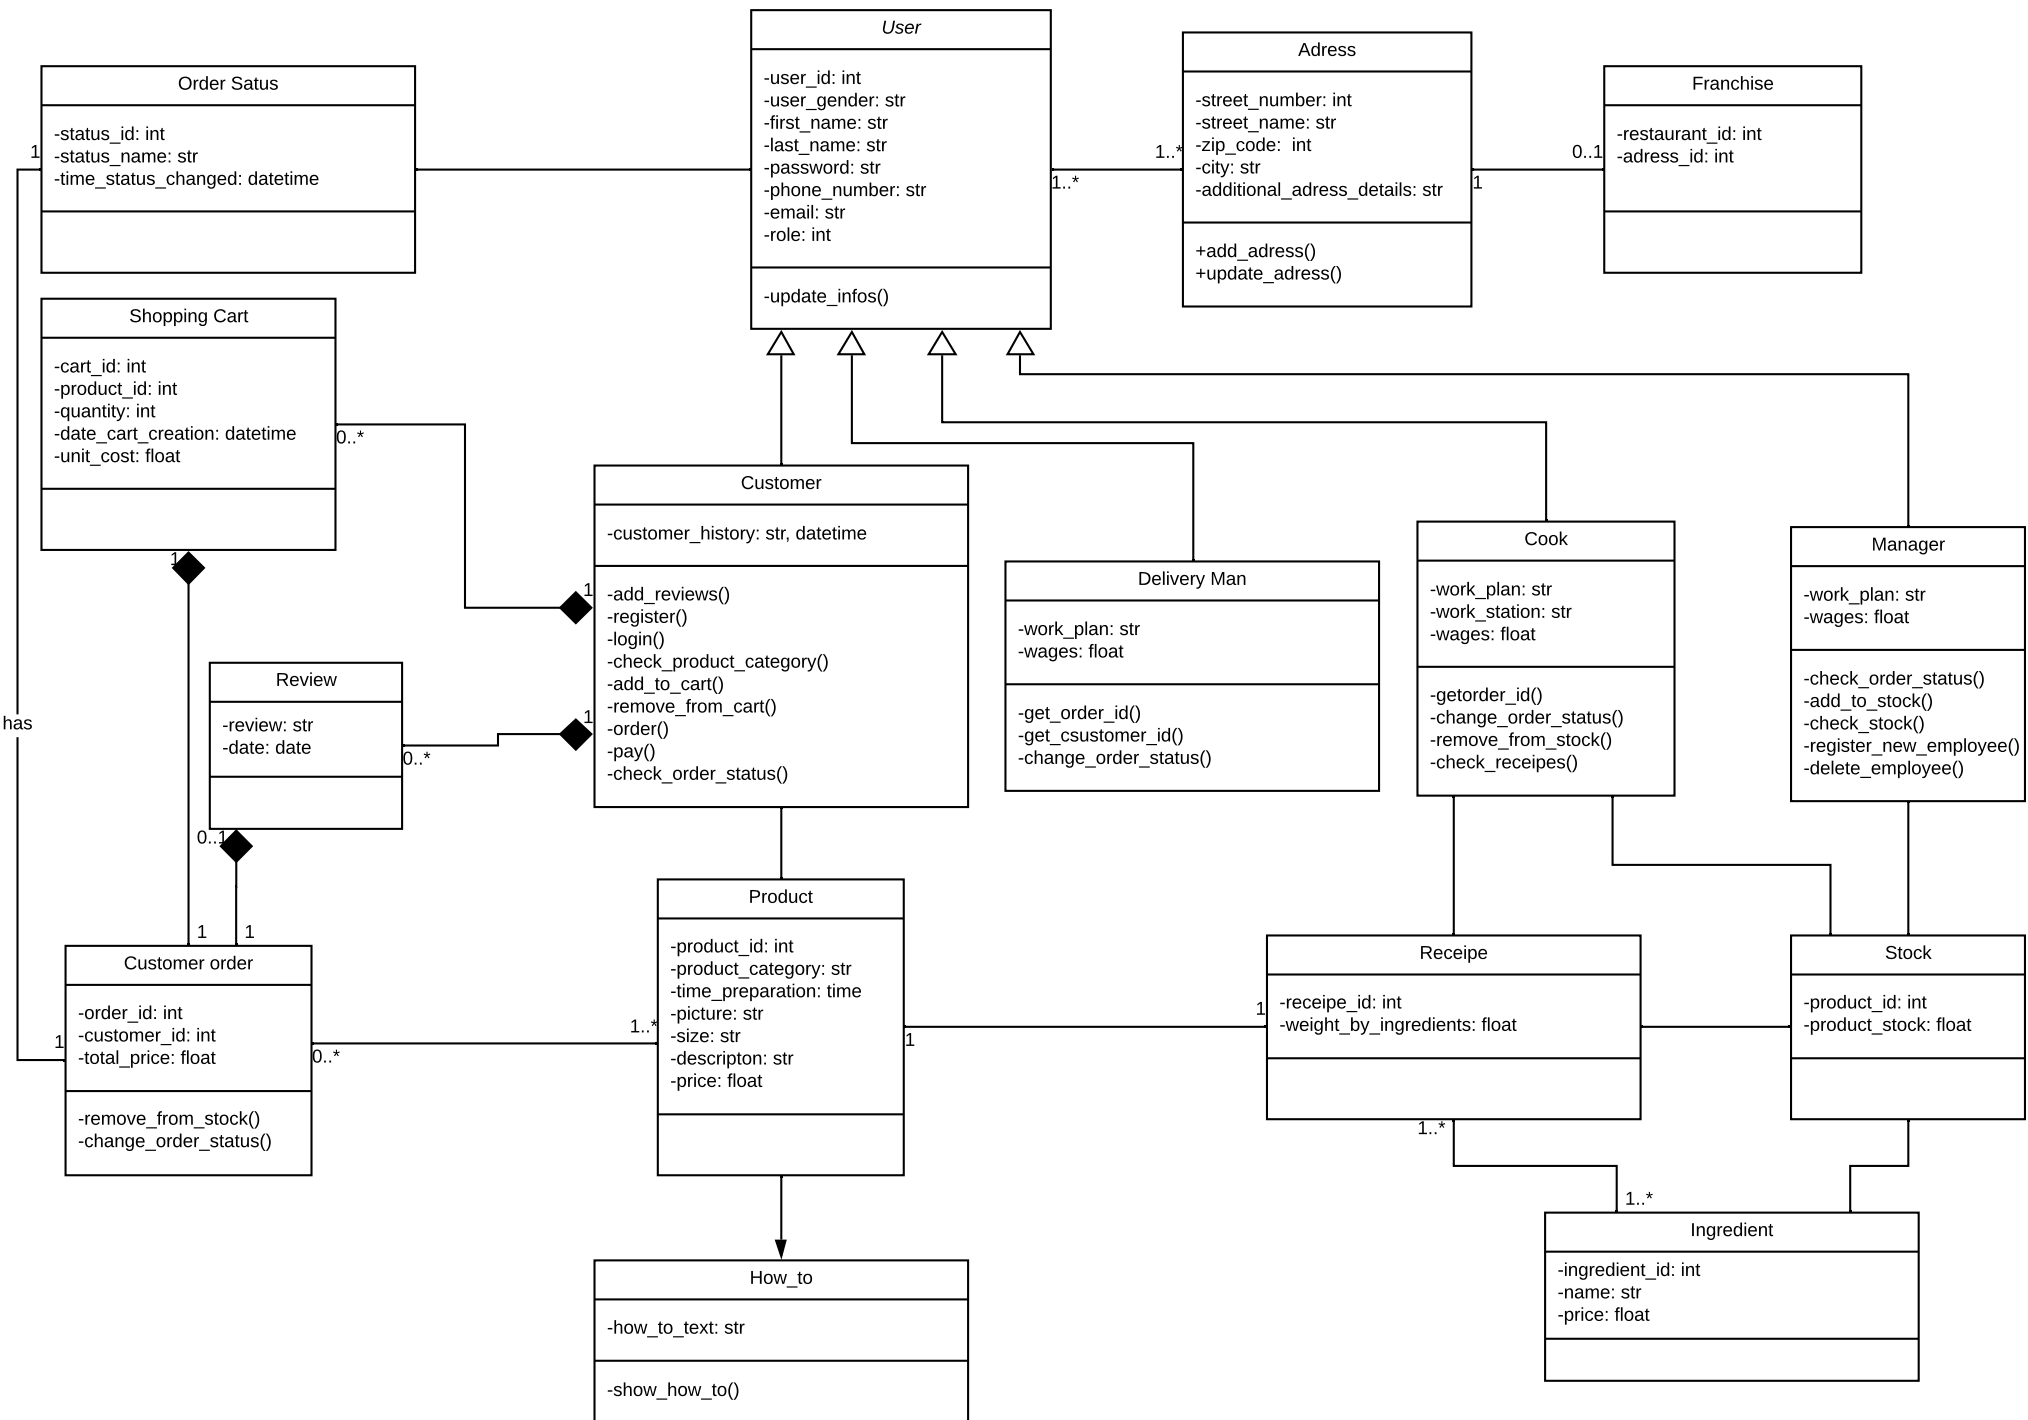 User
-user_id: int
-user_gender: str
-first_name: str
-last_name: str
-password: str
-phone_number: str
-email: str
-role: int
-update_infos()
1..*
1..*
Adress
-street_number: int
-street_name: str
-zip_code:  int
-city: str
-additional_adress_details: str
+add_adress()
+update_adress()
1
0..1
Franchise
-restaurant_id: int
-adress_id: int
Order Satus
-status_id: int
-status_name: str
-time_status_changed: datetime
1
has
1
Shopping Cart
-cart_id: int
-product_id: int
-quantity: int
-date_cart_creation: datetime
-unit_cost: float
0..*
1
1
1
Customer
-customer_history: str, datetime
-add_reviews()
-register()
-login()
-check_product_category()
-add_to_cart()
-remove_from_cart()
-order()
-pay()
-check_order_status()
1
0..*
Review
-review: str
-date: date
0..1
1
Delivery Man
-work_plan: str
-wages: float
-get_order_id()
-get_csustomer_id()
-change_order_status()
Cook
-work_plan: str
-work_station: str
-wages: float
-getorder_id()
-change_order_status()
-remove_from_stock()
-check_receipes()
Manager
-work_plan: str
-wages: float
-check_order_status()
-add_to_stock()
-check_stock()
-register_new_employee()
-delete_employee()
Customer order
-order_id: int
-customer_id: int
-total_price: float
-remove_from_stock()
-change_order_status()
0..*
1..*
Product
-product_id: int
-product_category: str
-time_preparation: time
-picture: str
-size: str
-descripton: str
-price: float
1
1
Receipe
-receipe_id: int
-weight_by_ingredients: float
1..*
1..*
Stock
-product_id: int
-product_stock: float
Ingredient
-ingredient_id: int
-name: str
-price: float
How_to
-how_to_text: str
-show_how_to()